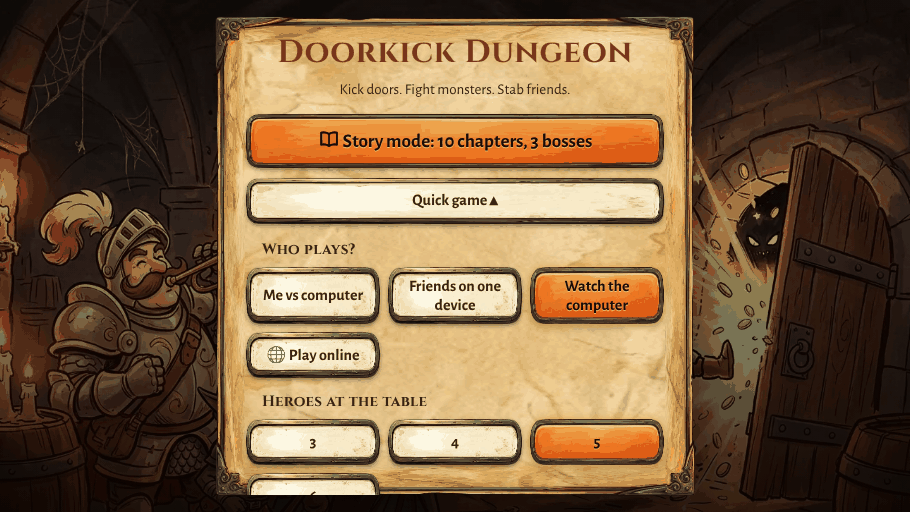 Doorkick Dungeon
Kick doors. Fight monsters. Stab friends.
Story mode: 10 chapters, 3 bosses
Quick game▲
Who plays?
Me vs computer
Friends on one
device
Watch the
computer
Play online
Heroes at the table
3
4
5